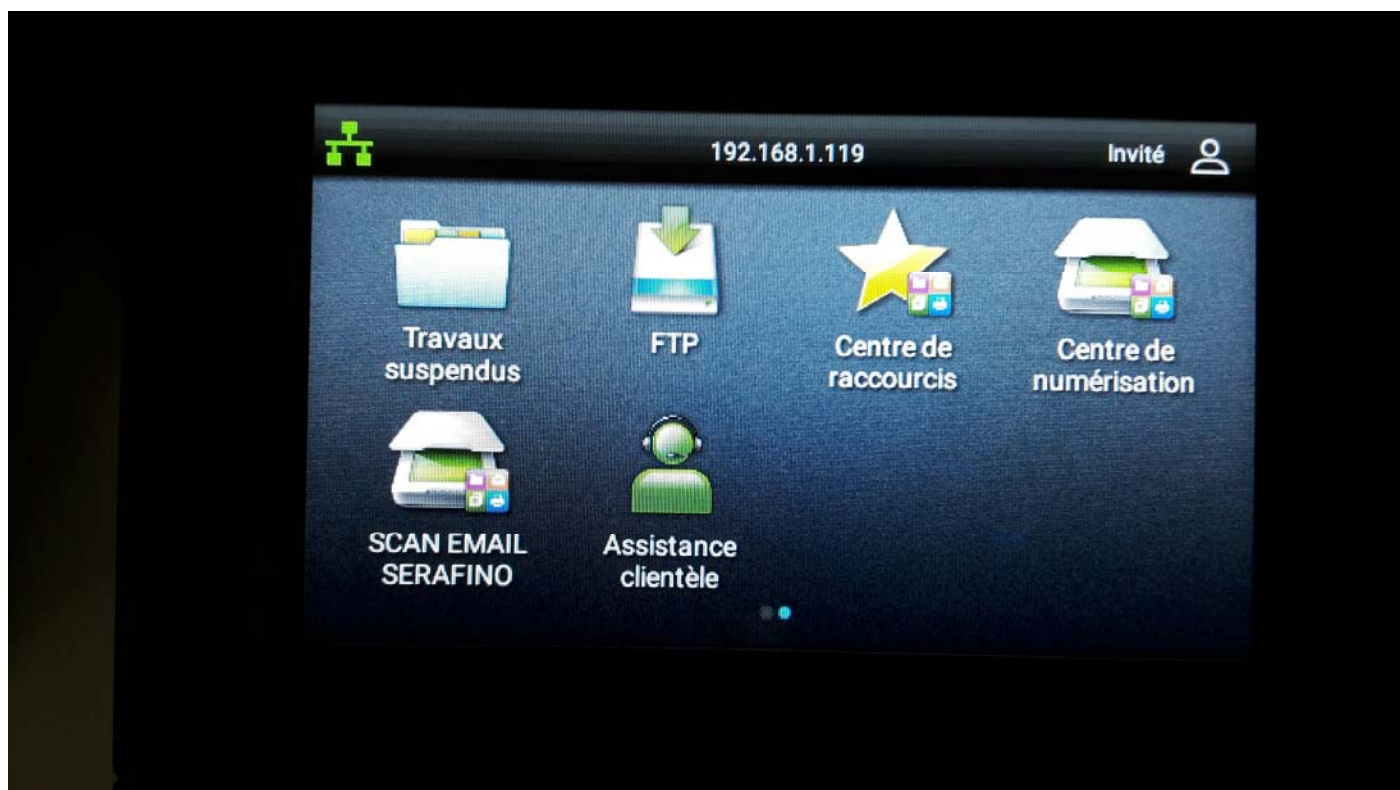 192.168.1.119 Invité
Travaux
suspendus
FTP
Centre de
raccourcis
Centre de
numérisation
SCAN EMAIL
SERAFINO
Assistance
clientèle